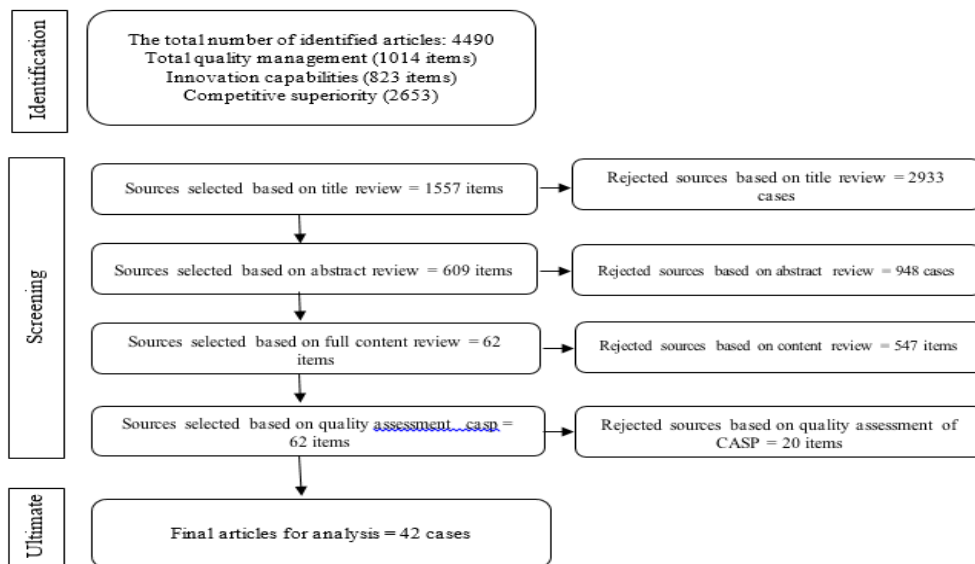 Identification
The total number of identified articles: 4490
Total quality management (1014 items)
Innovation capabilities (823 items)
Competitive superiority (2653)
Screening
Sources selected based on title review = 1557 items
Rejected sources based on title review = 2933
cases
Sources selected based on abstract review = 609 items
Rejected sources based on abstract review = 948 cases
Sources selected based on full content review = 62
items
Rejected sources based on content review = 547 items
Sources selected based on quality assessment casp =
62 items
Rejected sources based on quality assessment of
CASP = 20 items
Ultimate
Final articles for analysis = 42 cases